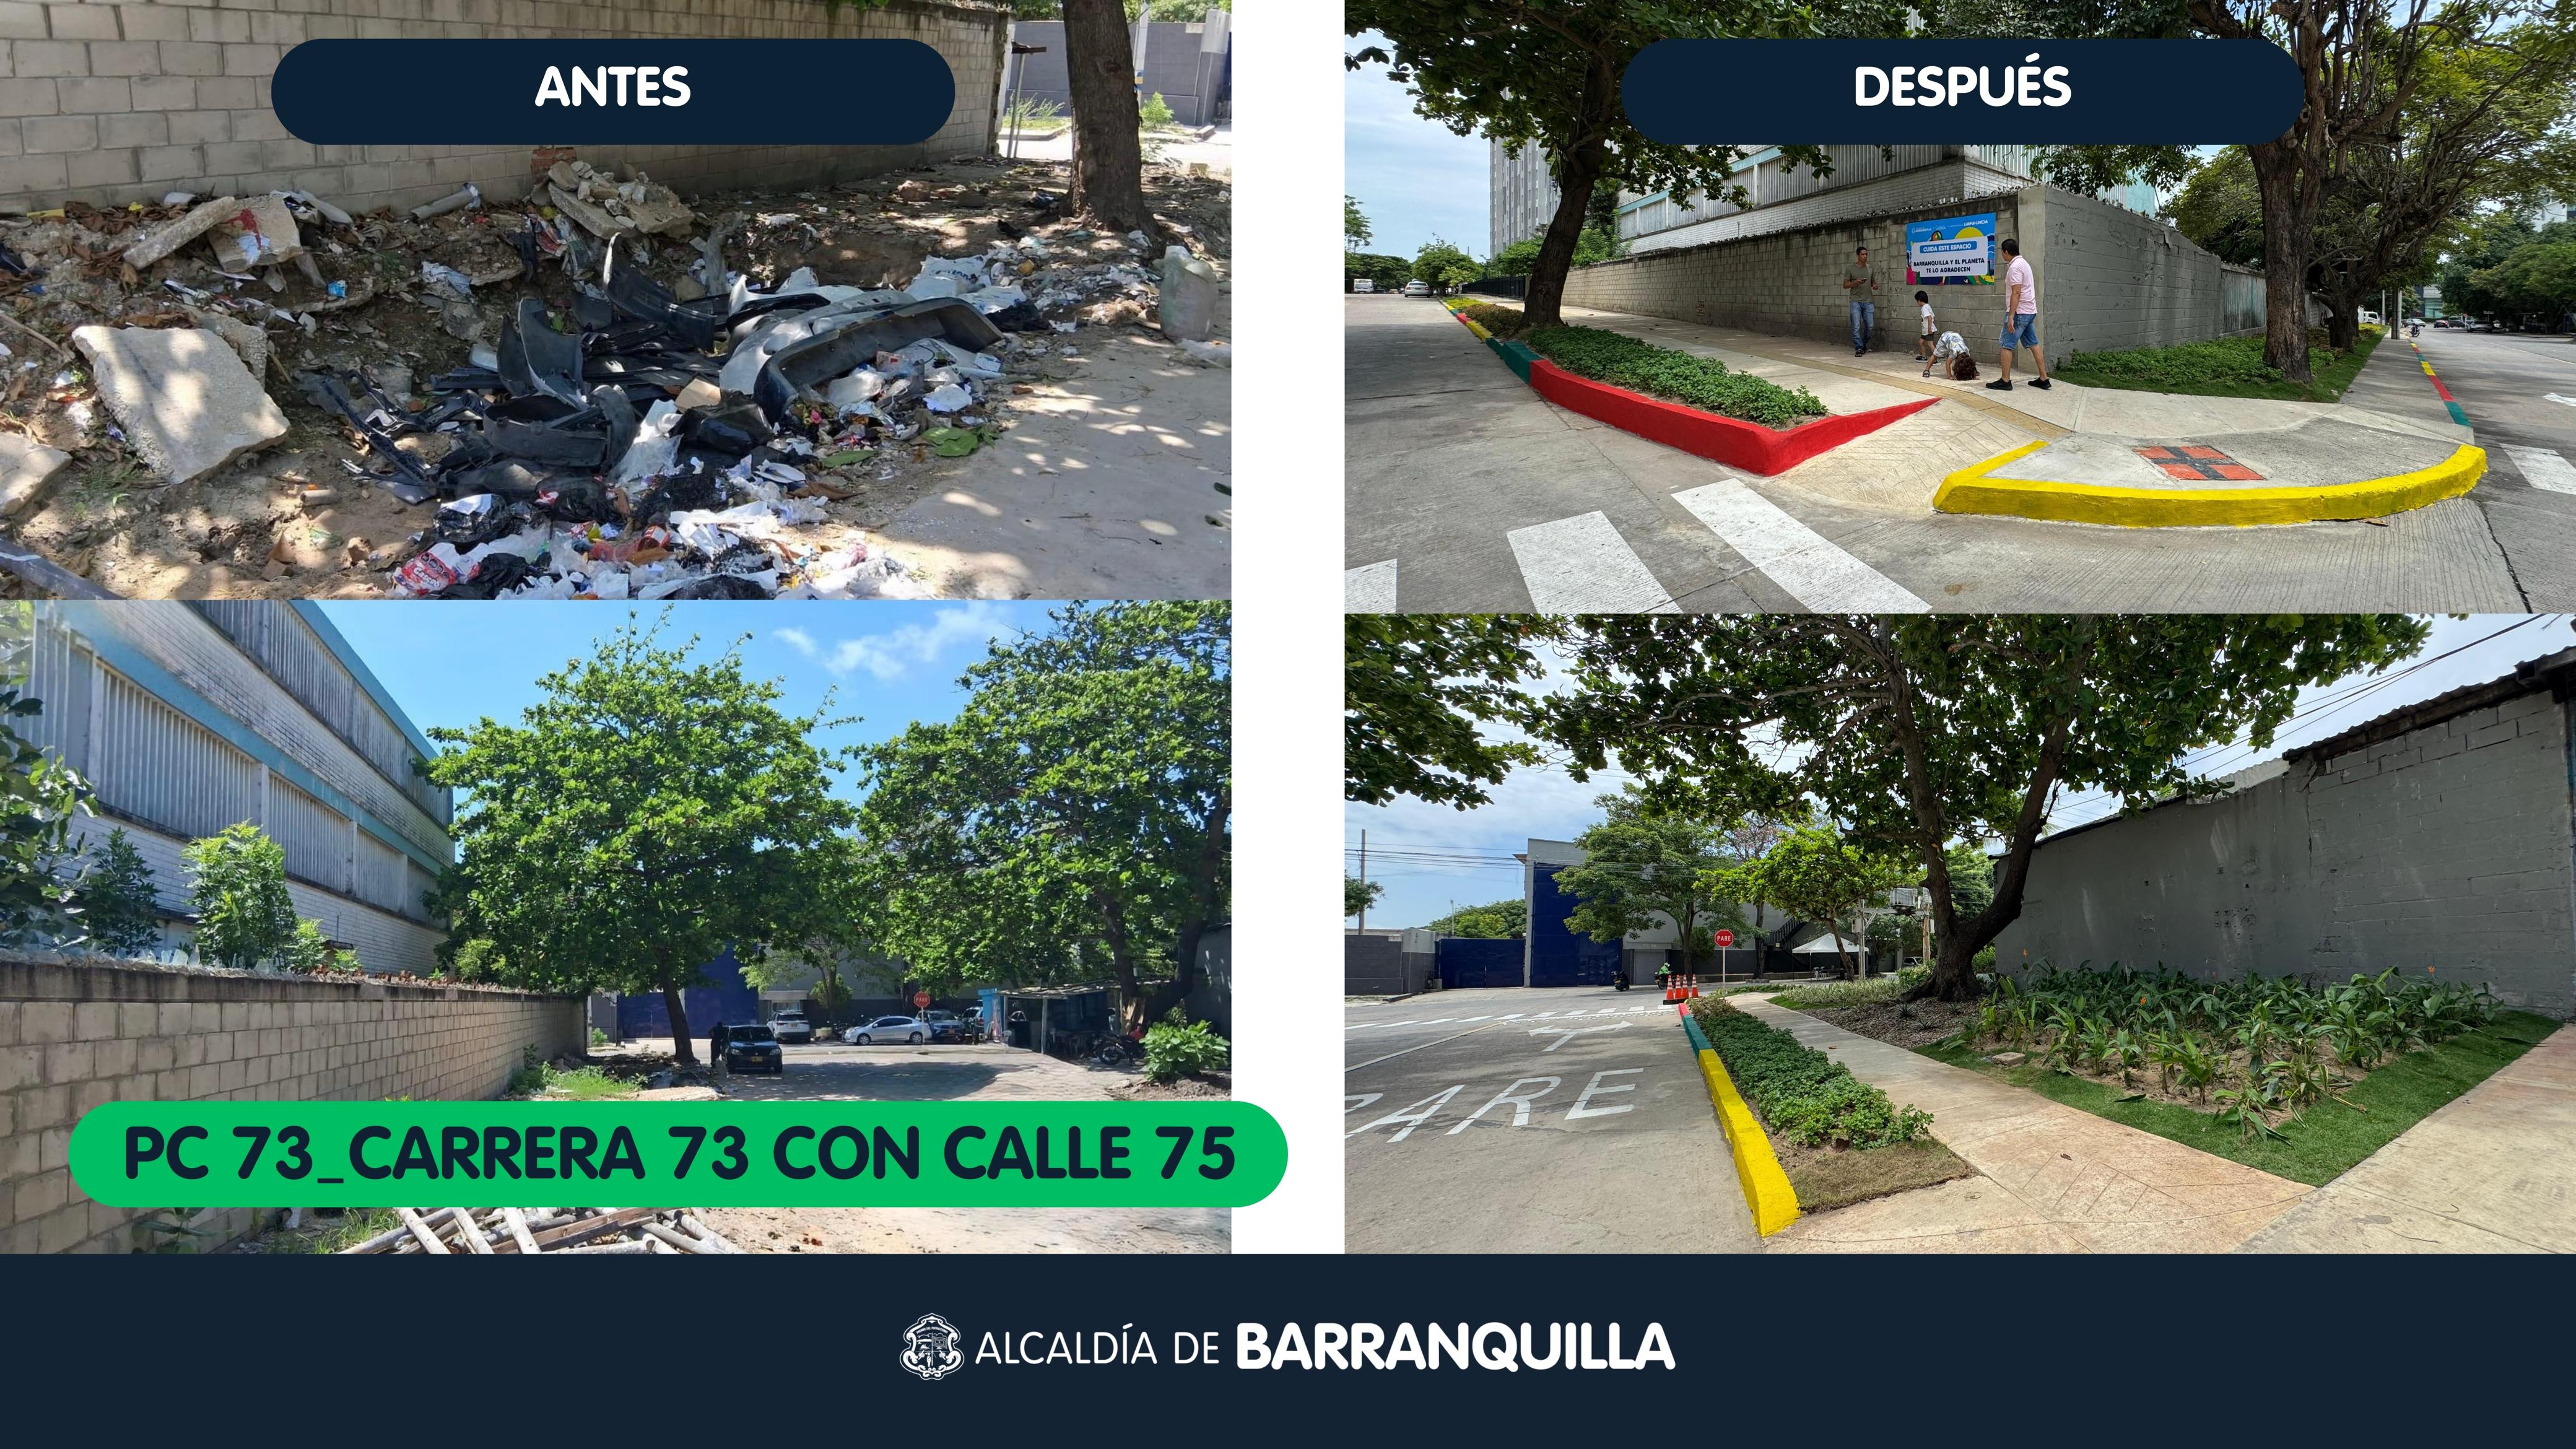 ANTES
DESPUÉS
CUIDA ESTE ESPACIO
BARRANQUILLA Y EL PLANETA
TE LO AGRADECEN
PARE
PARE
PARE
PC 73_CARRERA 73 CON CALLE 75
ALCALDÍA DE BARRANQUILLA